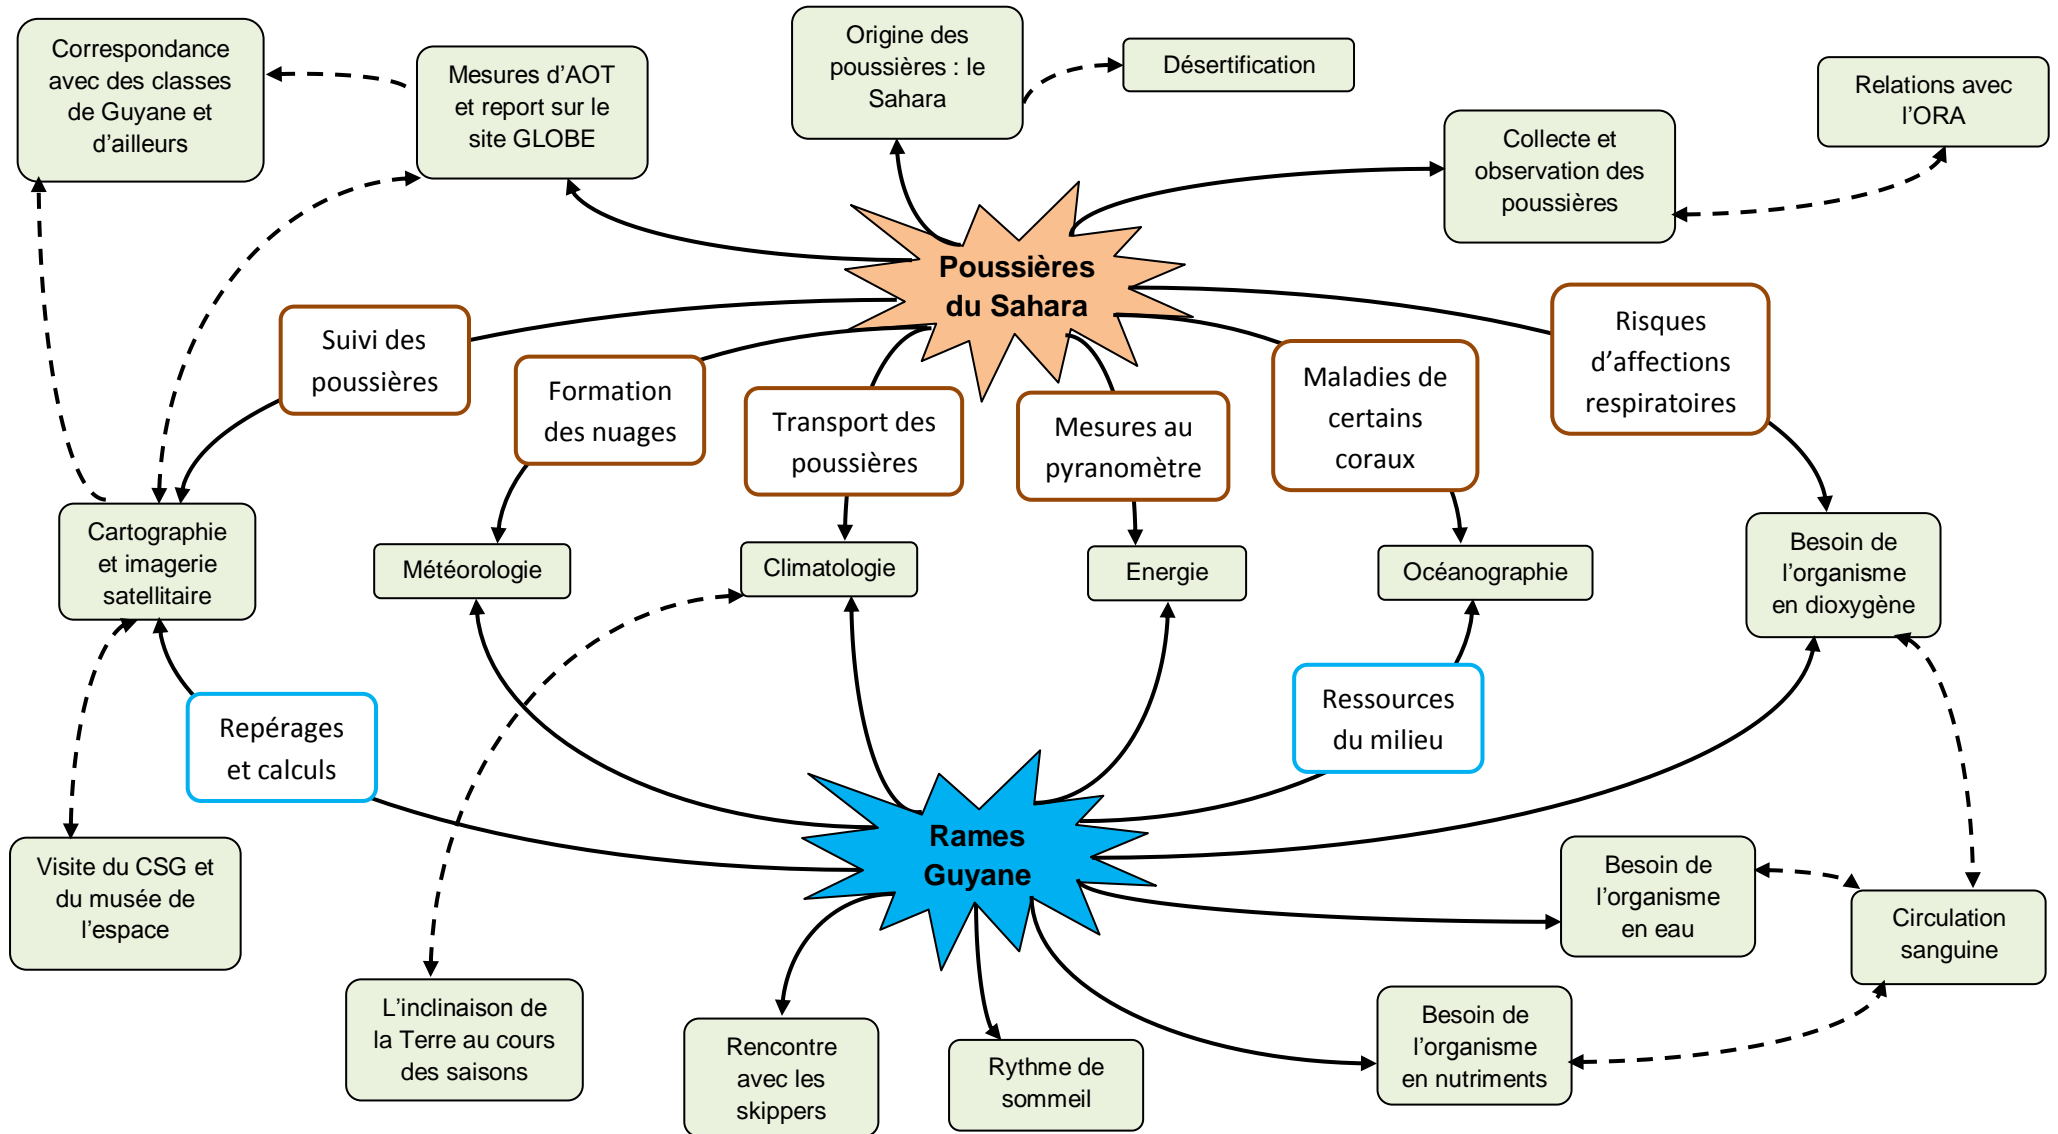 Correspondance
avec des classes
de Guyane et
d'ailleurs
Mesures d'AOT
et report sur le
site GLOBE
Origine des
poussières : le
Sahara
Désertification
Collecte et
observation des
poussières
Relations avec
l'ORA
Poussières
du Sahara
Suivi des
poussières
Formation
des nuages
Transport des
poussières
Mesures au
pyranomètre
Maladies de
certains
coraux
Risques
d'affections
respiratoires
Cartographie
et imagerie
satellitaire
Météorologie
Climatologie
Energie
Océanographie
Besoin de
l'organisme
en dioxygène
Repérages
et calculs
Ressources
du milieu
Rames
Guyane
Visite du CSG et
du musée de
l'espace
L'inclinaison de
la Terre au cours
des saisons
Rencontre
avec les
skippers
Rythme de
sommeil
Besoin de
l'organisme
en nutriments
Besoin de
l'organisme
en eau
Circulation
sanguine